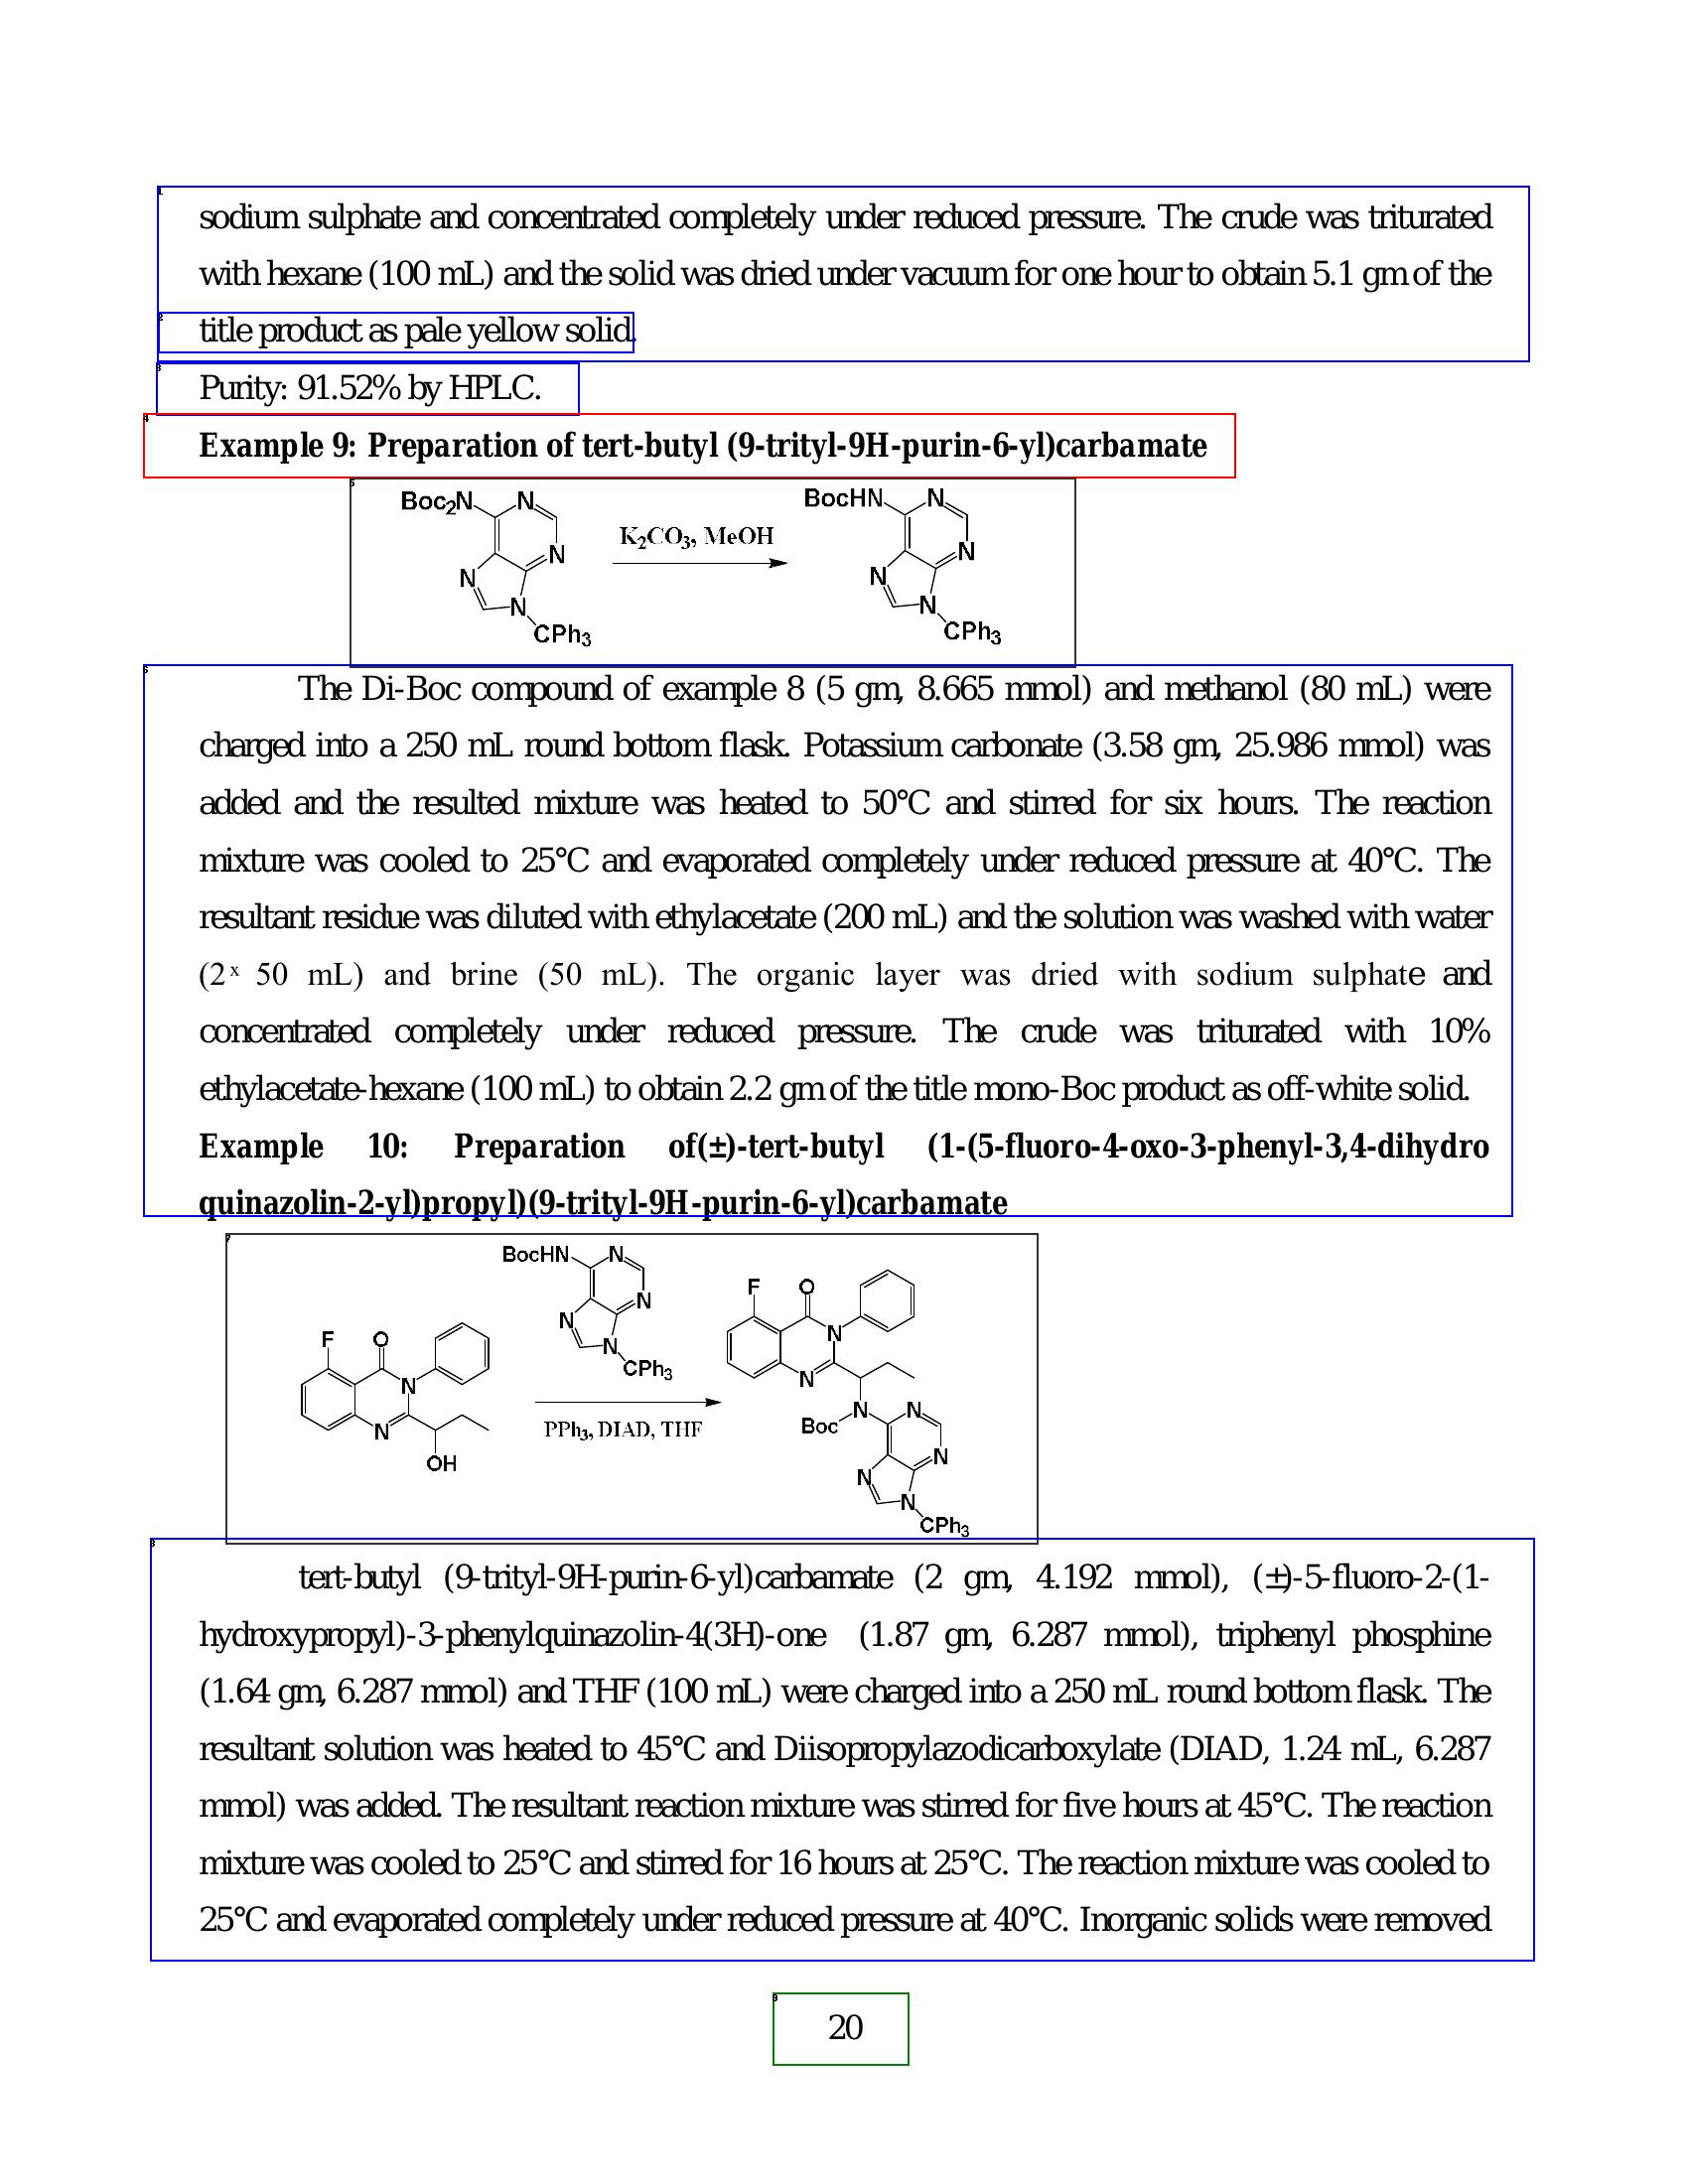 sodium sulphate and concentrated completely under reduced pressure. The crude was triturated
with hexane (100 mL) and the solid was dried under vacuum for one hour to obtain 5.1 gm of the
title product as pale yellow solid.
Purity: 91.52% by HPLC.
Example 9: Preparation of tert-butyl (9-trityl-9H-purin-6-yl)carbamate
Boc2N N N N N CPh3
K2CO3, MeOH
BocHN N N N N CPh3
The Di-Boc compound of example 8 (5 gm, 8.665 mmol) and methanol (80 mL) were
charged into a 250 mL round bottom flask. Potassium carbonate (3.58 gm, 25.986 mmol) was
added and the resulted mixture was heated to 50°C and stirred for six hours. The reaction
mixture was cooled to 25°C and evaporated completely under reduced pressure at 40°C. The
resultant residue was diluted with ethylacetate (200 mL) and the solution was washed with water
(2 x 50 mL) and brine (50 mL). The organic layer was dried with sodium sulphate and
concentrated completely under reduced pressure. The crude was triturated with 10%
ethylacetate-hexane (100 mL) to obtain 2.2 gm of the title mono-Boc product as off-white solid.
Example 10: Preparation of(±)-tert-butyl (1-(5-fluoro-4-oxo-3-phenyl-3,4-dihydro
quinazolin-2-yl)propyl)(9-trityl-9H-purin-6-yl)carbamate
F O N N OH
BocHN N N N N CPh3
PPh3, DIAD, THF
F O N N Boc N N N N N CPh3
tert-butyl (9-trityl-9H-purin-6-yl)carbamate (2 gm, 4.192 mmol), (±)-5-fluoro-2-(1-
hydroxypropyl)-3-phenylquinazolin-4(3H)-one (1.87 gm, 6.287 mmol), triphenyl phosphine
(1.64 gm, 6.287 mmol) and THF (100 mL) were charged into a 250 mL round bottom flask. The
resultant solution was heated to 45°C and Diisopropylazodicarboxylate (DIAD, 1.24 mL, 6.287
mmol) was added. The resultant reaction mixture was stirred for five hours at 45°C. The reaction
mixture was cooled to 25°C and stirred for 16 hours at 25°C. The reaction mixture was cooled to
25°C and evaporated completely under reduced pressure at 40°C. Inorganic solids were removed
20